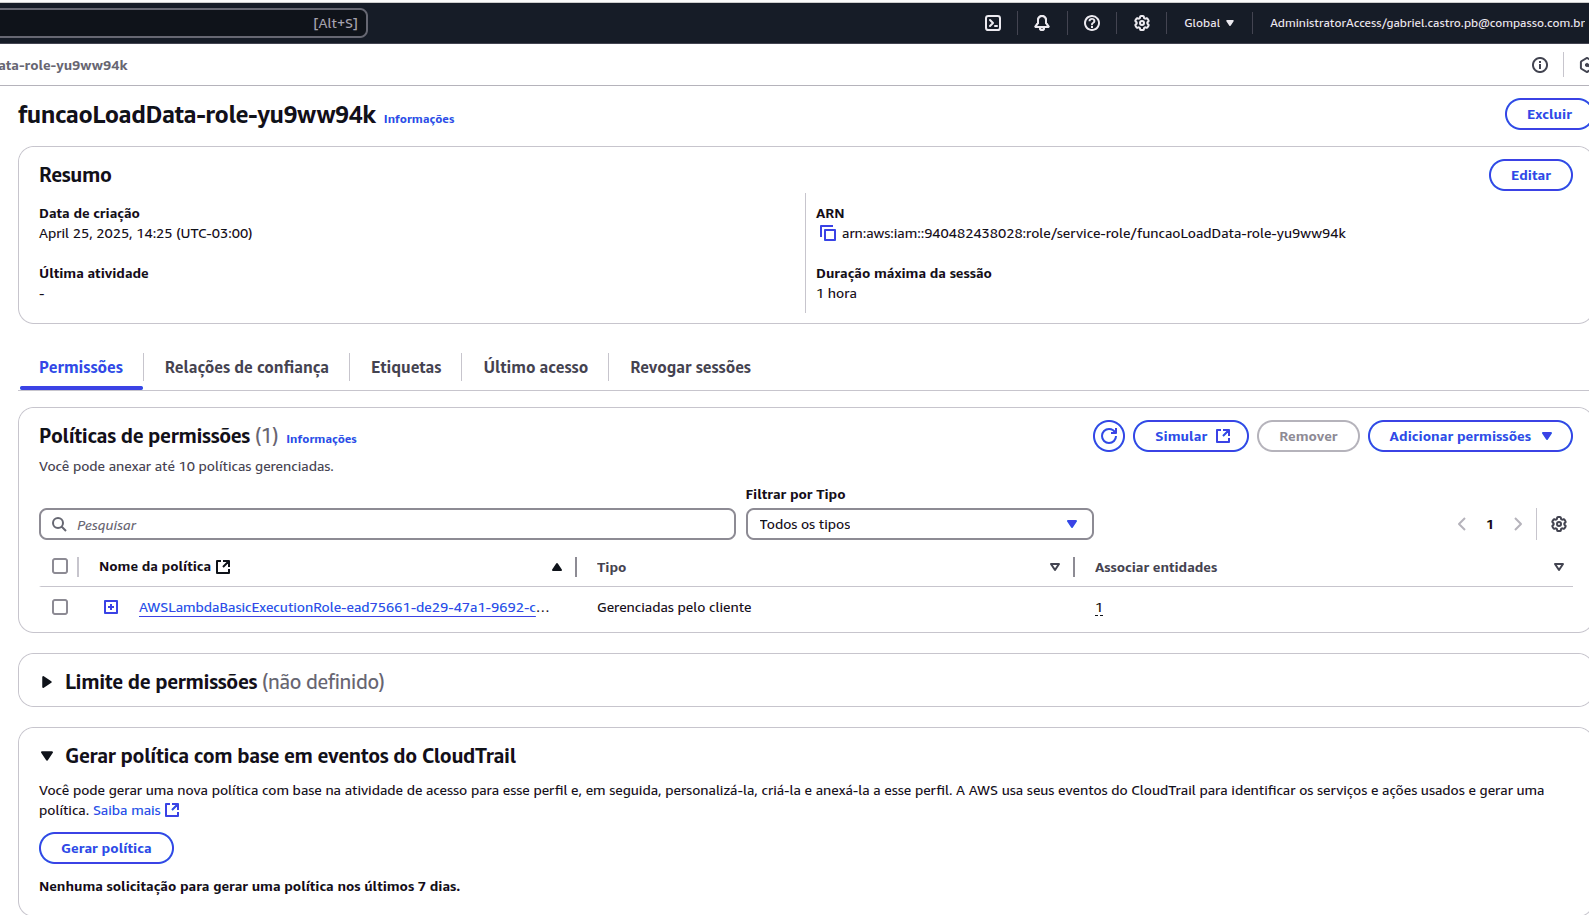 [Alt+S]
Global
AdministratorAccess/gabriel.castro.pb@compasso.com.br
ata-role-yu9ww94k
funcaoLoadData-role-yu9ww94k Informações
Excluir
Resumo
Editar
Data de criação
April 25, 2025, 14:25 (UTC-03:00)
ARN
arn:aws:iam::940482438028:role/service-role/funcaoLoadData-role-yu9ww94k
Última atividade
-
Duração máxima da sessão
1 hora
Permissões
Relações de confiança
Etiquetas
Último acesso
Revogar sessões
Políticas de permissões (1) Informações
Simular
Remover
Adicionar permissões
Você pode anexar até 10 políticas gerenciadas.
Filtrar por Tipo
Pesquisar
Todos os tipos
1
Nome da política
Tipo
Associar entidades
AWSLambdaBasicExecutionRole-ead75661-de29-47a1-9692-c...
Gerenciadas pelo cliente
1
Limite de permissões (não definido)
Gerar política com base em eventos do CloudTrail
Você pode gerar uma nova política com base na atividade de acesso para esse perfil e, em seguida, personalizá-la, criá-la e anexá-la a esse perfil. A AWS usa seus eventos do CloudTrail para identificar os serviços e ações usados e gerar uma
política. Saiba mais
Gerar política
Nenhuma solicitação para gerar uma política nos últimos 7 dias.